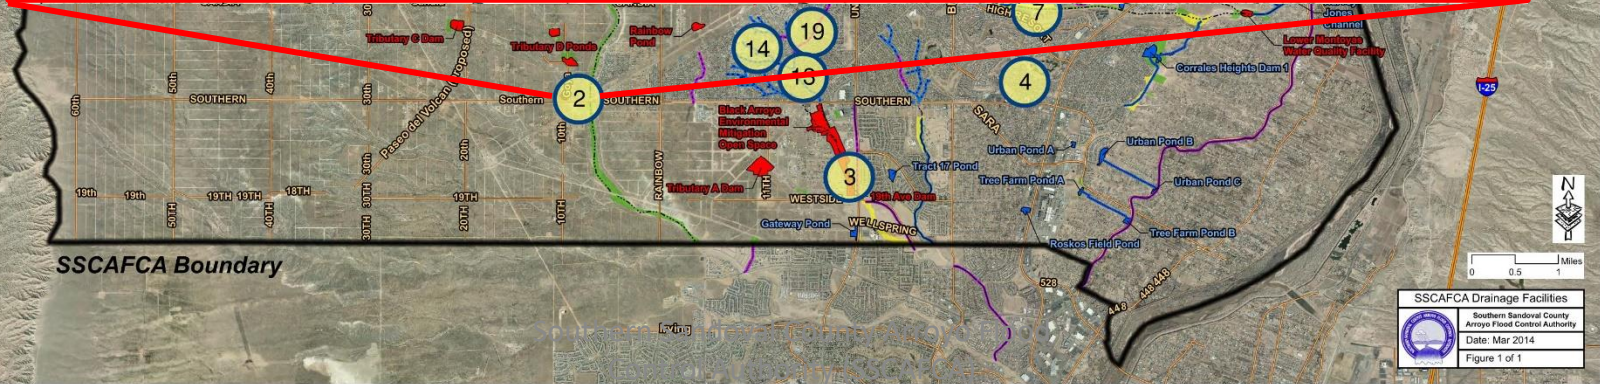 Tributary C Dam
Tributary D Ponds
Rainbow
Pond
14
19
13
7
HIGH
Jones
Channel
Lower Montoyas
Water Quality Facility
4
Corrales Heights Dam 1
I-25
60th
50th
40th
30th
SOUTHERN
Southern
2
SOUTHERN
SOUTHERN
SARA
Paseo del Volcan (Proposed)
Black Arroyo
Environmental
Mitigation
Open Space
Urban Pond A
Urban Pond B
10th
20th
30th
Tract 17 Pond
Tree Farm Pond A
Urban Pond C
3
Tributary A Dam
11TH
RAINBOW
19th
19th
19TH
19TH
18TH
19TH
WESTSIDE
19th Ave Dam
50TH
40TH
30TH
30TH
20TH
10TH
Gateway Pond
WELLSPRING
Roskos Field Pond
Tree Farm Pond B
N
SSCAFCA Boundary
528
448
448
448
Irving
Miles
0
0.5
1
SSCAFCA Drainage Facilities
Southern Sandoval County
Arroyo Flood Control Authority
Date: Mar 2014
Figure 1 of 1